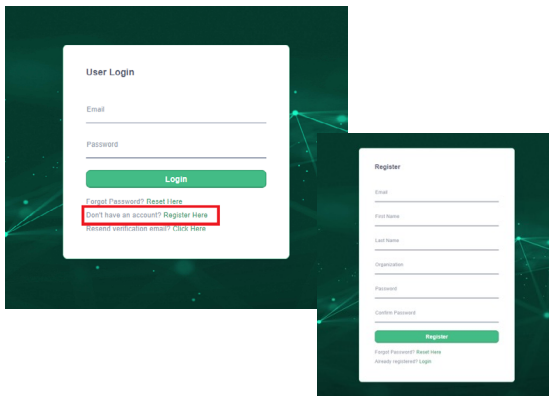 User Login
Email
Password
Login
Forgot Password? Reset Here
Don't have an account? Register Here
Resend verification email? Click Here
Register
Email
First Name
Last Name
Organization
Password
Confirm Password
Register
Forgot Password? Reset Here
Already registered? Login